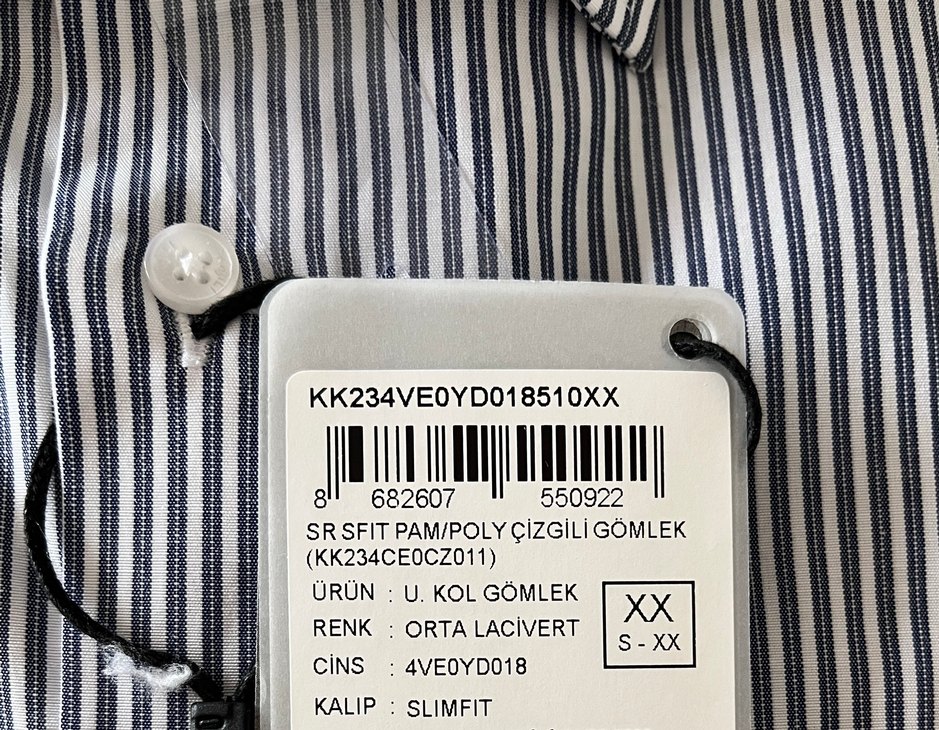 KK234VE0YD018510XX
8 682607 550922
SR SFIT PAM/POLY ÇİZGİLİ GÖMLEK
(KK234CE0CZ011)
ÜRÜN : U. KOL GÖMLEK
RENK : ORTA LACİVERT
CİNS : 4VE0YD018
KALIP : SLIMFIT
XX
S - XX